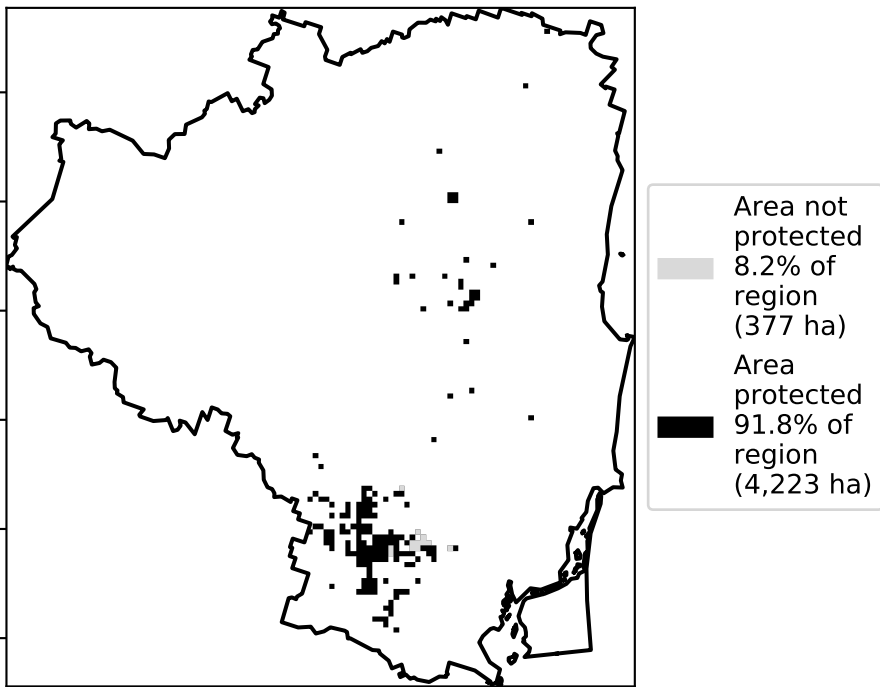 Area not
protected
8.2% of
region
(377 ha)
Area
protected
91.8% of
region
(4,223 ha)